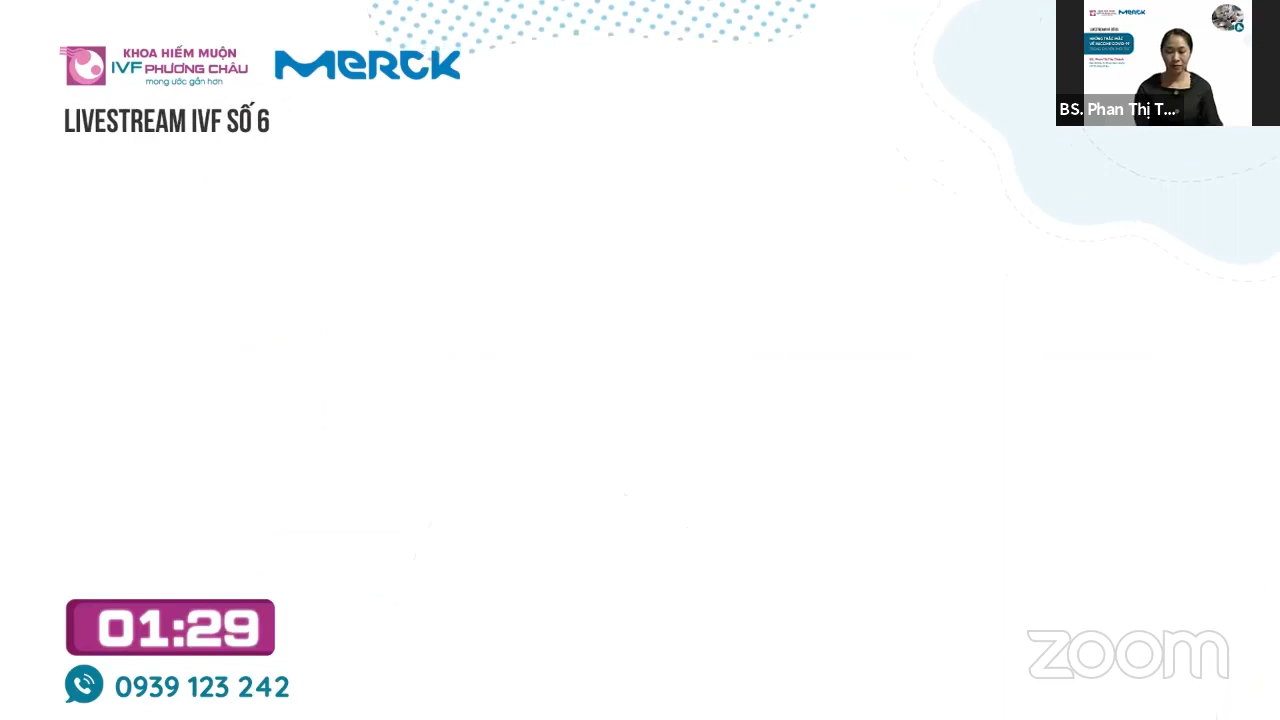 KHOA HIẾM MUỘN
IVF PHƯƠNG CHÂU
mong ước gần hơn
MERCK
LIVESTREAM IVF SỐ 6
BS. Phan Thị T...
01:29
0939 123 242
zoom